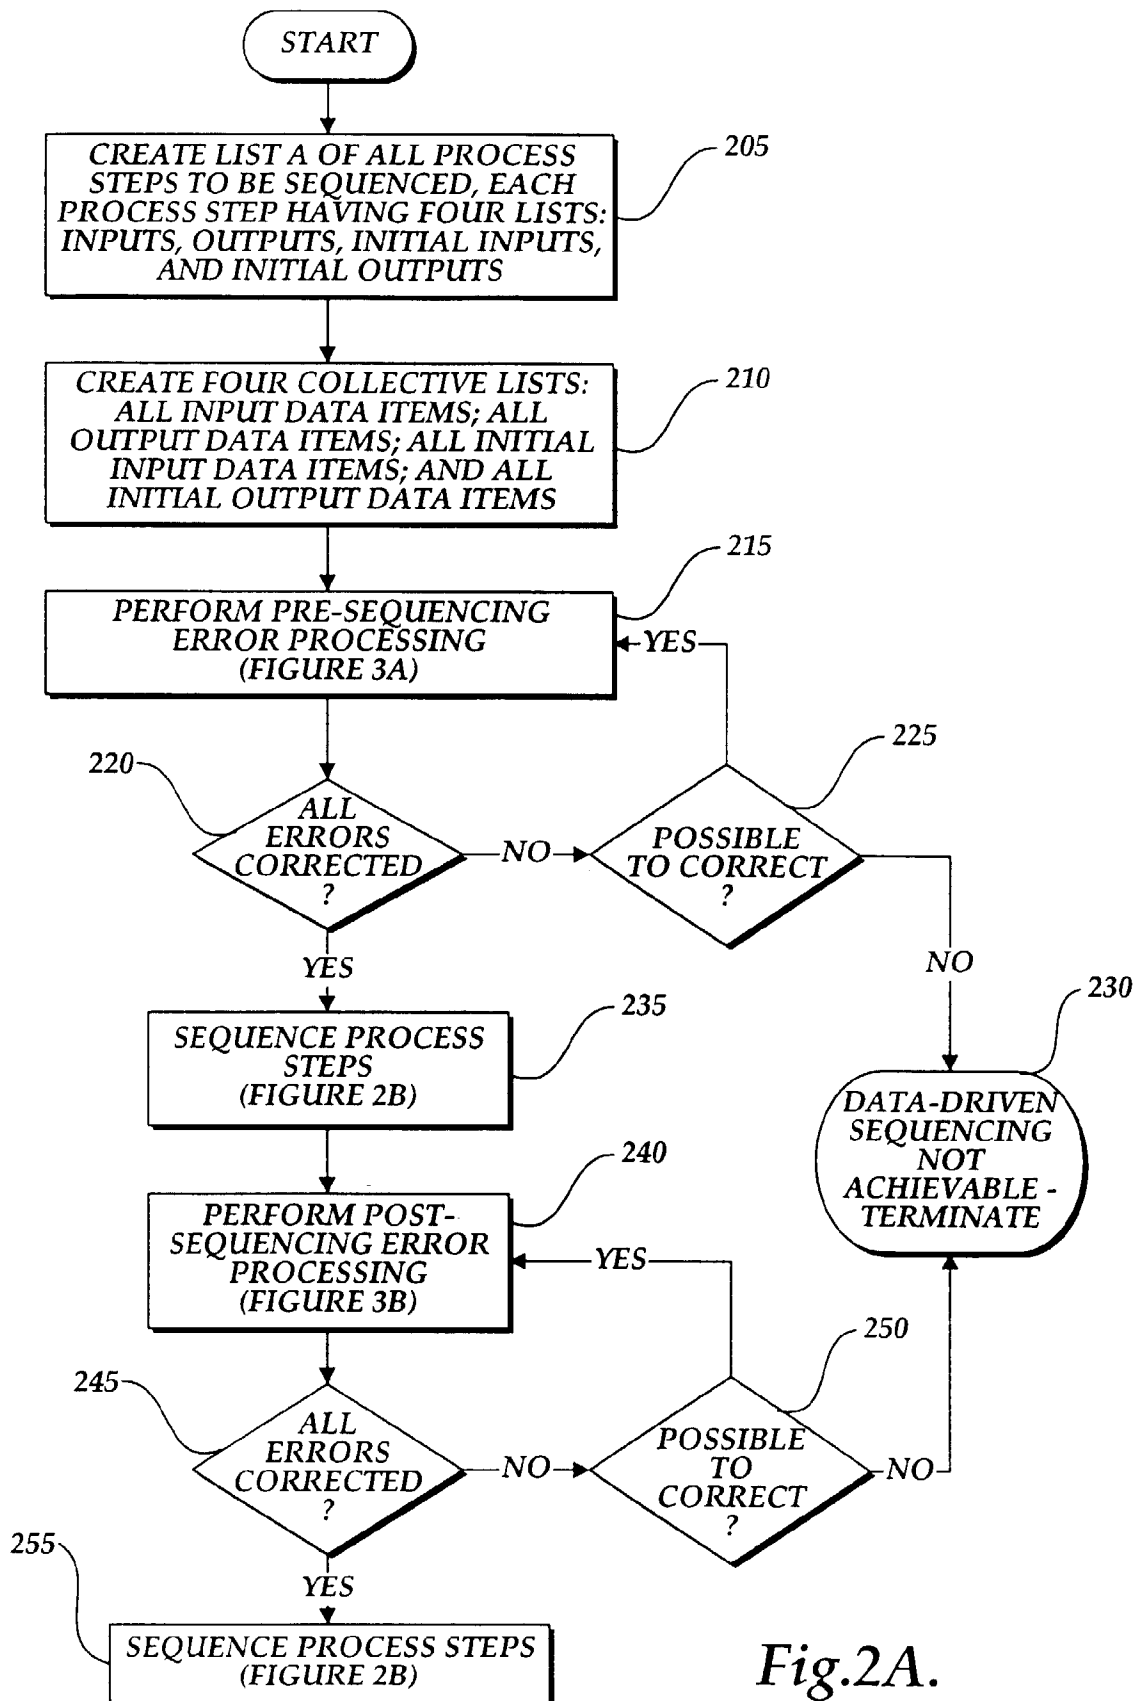 START
CREATE LIST A OF ALL PROCESS
STEPS TO BE SEQUENCED, EACH
PROCESS STEP HAVING FOUR LISTS:
INPUTS, OUTPUTS, INITIAL INPUTS,
AND INITIAL OUTPUTS
205
CREATE FOUR COLLECTIVE LISTS:
ALL INPUT DATA ITEMS; ALL
OUTPUT DATA ITEMS; ALL INITIAL
INPUT DATA ITEMS; AND ALL
INITIAL OUTPUT DATA ITEMS
210
PERFORM PRE-SEQUENCING
ERROR PROCESSING
(FIGURE 3A)
215
YES
220
ALL
ERRORS
CORRECTED
?
NO
225
POSSIBLE
TO CORRECT
?
NO
YES
230
DATA-DRIVEN
SEQUENCING
NOT
ACHIEVABLE -
TERMINATE
SEQUENCE PROCESS
STEPS
(FIGURE 2B)
235
PERFORM POST-
SEQUENCING ERROR
PROCESSING
(FIGURE 3B)
240
YES
245
ALL
ERRORS
CORRECTED
?
NO
250
POSSIBLE
TO
CORRECT
?
NO
YES
255
SEQUENCE PROCESS STEPS
(FIGURE 2B)
Fig.2A.